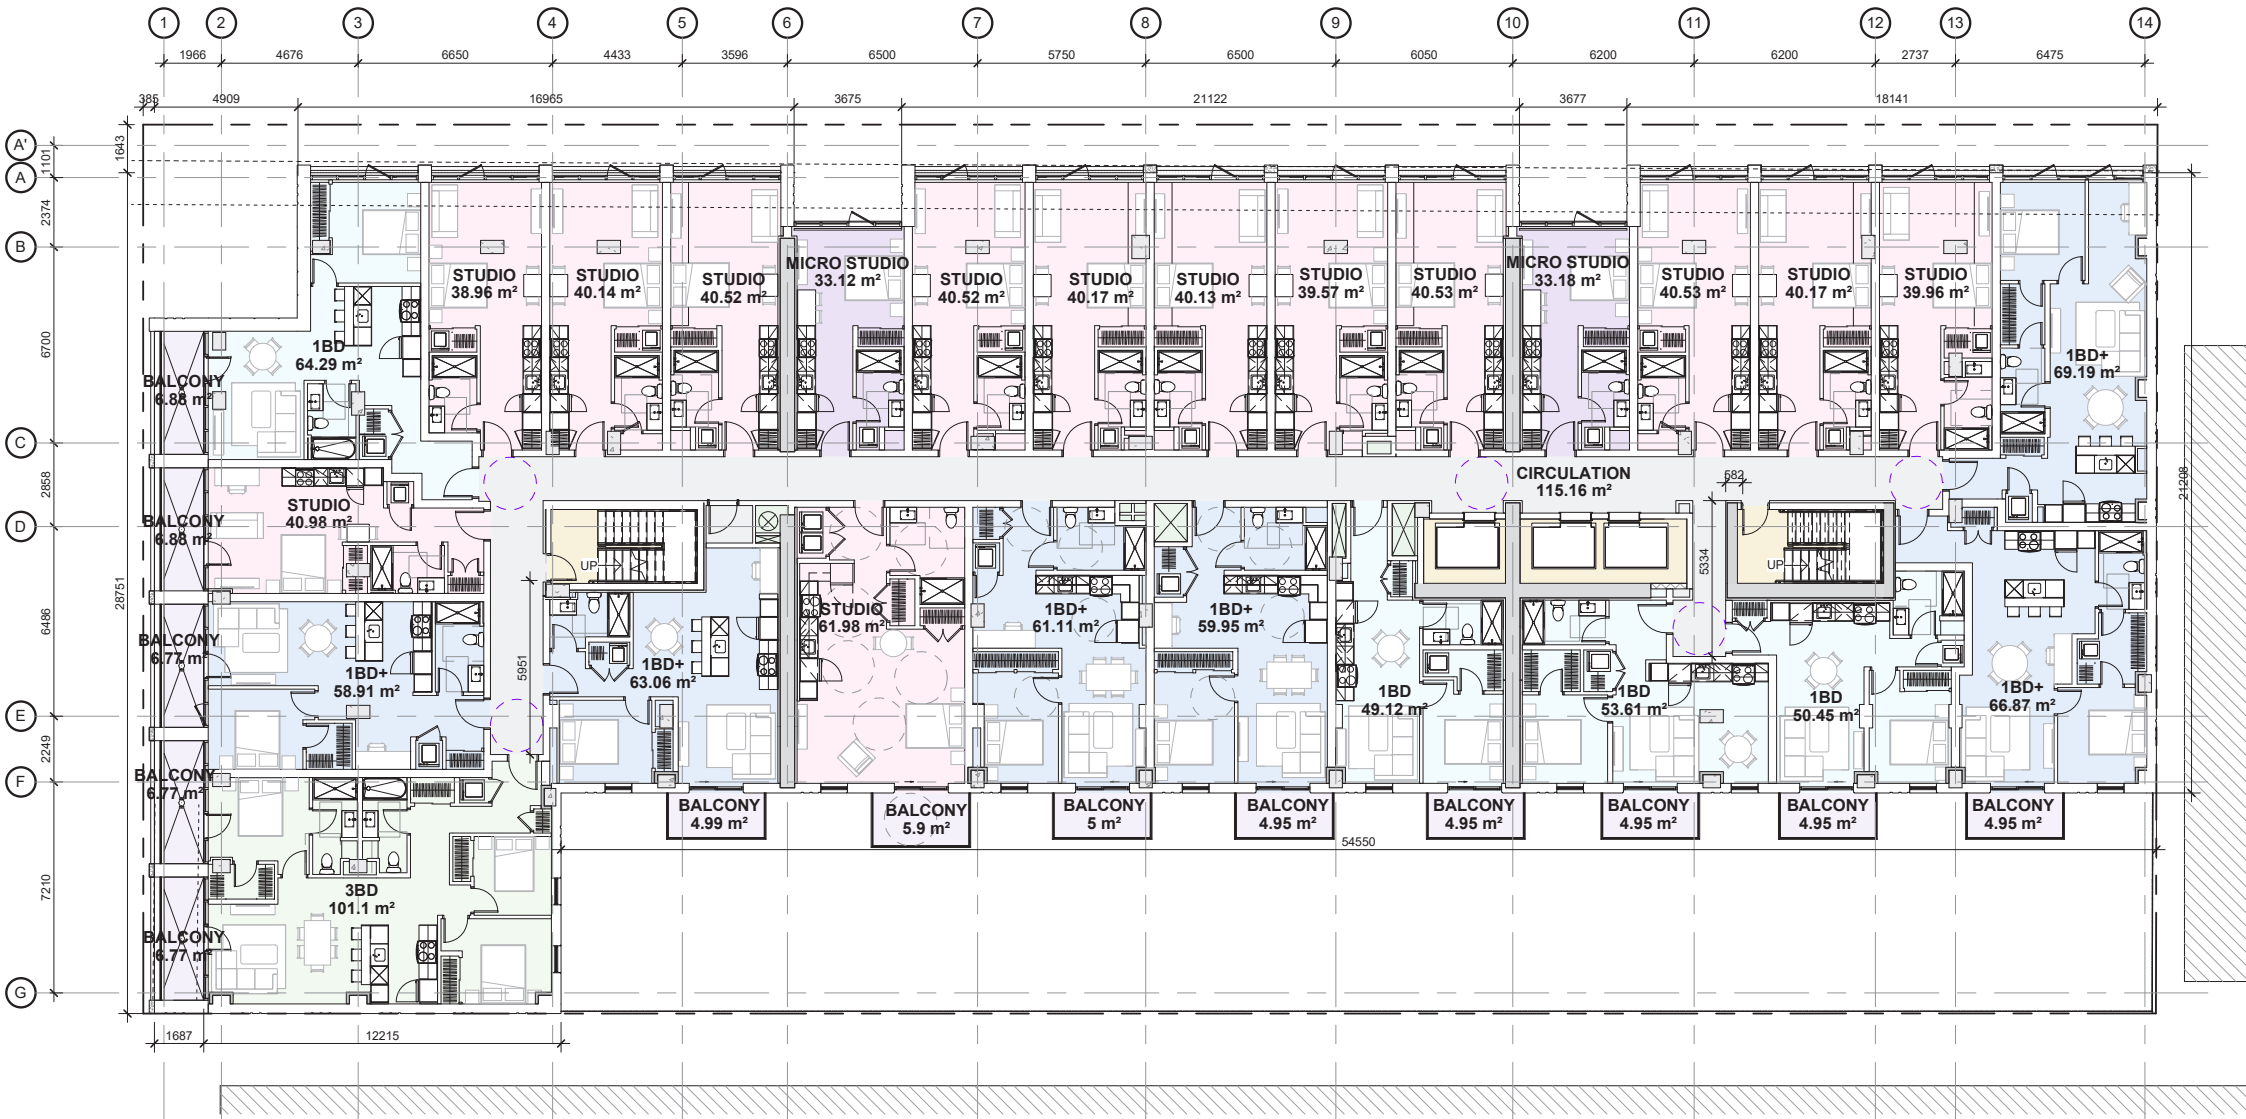 1 2 3 4 5 6 7 8 9 10 11 12 13 14
1966 4676 6650 4433 3596 6500 5750 6500 6050 6200 6200 2737 6475
385 4909 16965 3675 21122 3677 18141
A'
A
B
C
D
E
F
G
1643
1101
2374
6700
2858
6486
2249
7210
28751
21208
STUDIO
38.96 m²
STUDIO
40.14 m²
STUDIO
40.52 m²
MICRO STUDIO
33.12 m²
STUDIO
40.52 m²
STUDIO
40.17 m²
STUDIO
40.13 m²
STUDIO
39.57 m²
STUDIO
40.53 m²
MICRO STUDIO
33.18 m²
STUDIO
40.53 m²
STUDIO
40.17 m²
STUDIO
39.96 m²
1BD
64.29 m²
1BD+
69.19 m²
BALCONY
6.88 m²
CIRCULATION
115.16 m²
582
STUDIO
40.98 m²
BALCONY
6.88 m²
UP
UP
5334
5951
STUDIO
61.98 m²
1BD+
61.11 m²
1BD+
59.95 m²
BALCONY
6.77 m²
1BD+
58.91 m²
1BD+
63.06 m²
1BD
49.12 m²
1BD
53.61 m²
1BD
50.45 m²
1BD+
66.87 m²
BALCONY
6.77 m²
BALCONY
4.99 m²
BALCONY
5.9 m²
BALCONY
5 m²
BALCONY
4.95 m²
BALCONY
4.95 m²
BALCONY
4.95 m²
BALCONY
4.95 m²
BALCONY
4.95 m²
54550
3BD
101.1 m²
BALCONY
6.77 m²
1687 12215